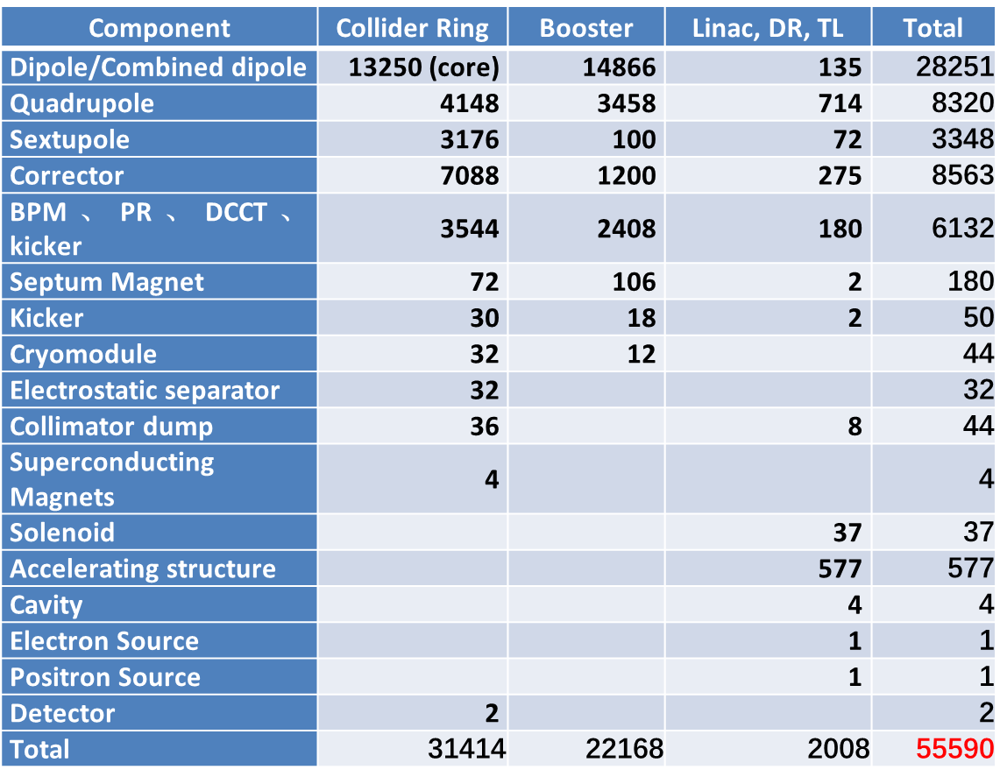 Component Collider Ring Booster Linac, DR, TL Total
Dipole/Combined dipole 13250 (core) 14866 135 28251
Quadrupole 4148 3458 714 8320
Sextupole 3176 100 72 3348
Corrector 7088 1200 275 8563
BPM 、 PR 、 DCCT 、
kicker 3544 2408 180 6132
Septum Magnet 72 106 2 180
Kicker 30 18 2 50
Cryomodule 32 12 44
Electrostatic separator 32 32
Collimator dump 36 8 44
Superconducting
Magnets 4 4
Solenoid 37 37
Accelerating structure 577 577
Cavity 4 4
Electron Source 1 1
Positron Source 1 1
Detector 2 2
Total 31414 22168 2008 55590